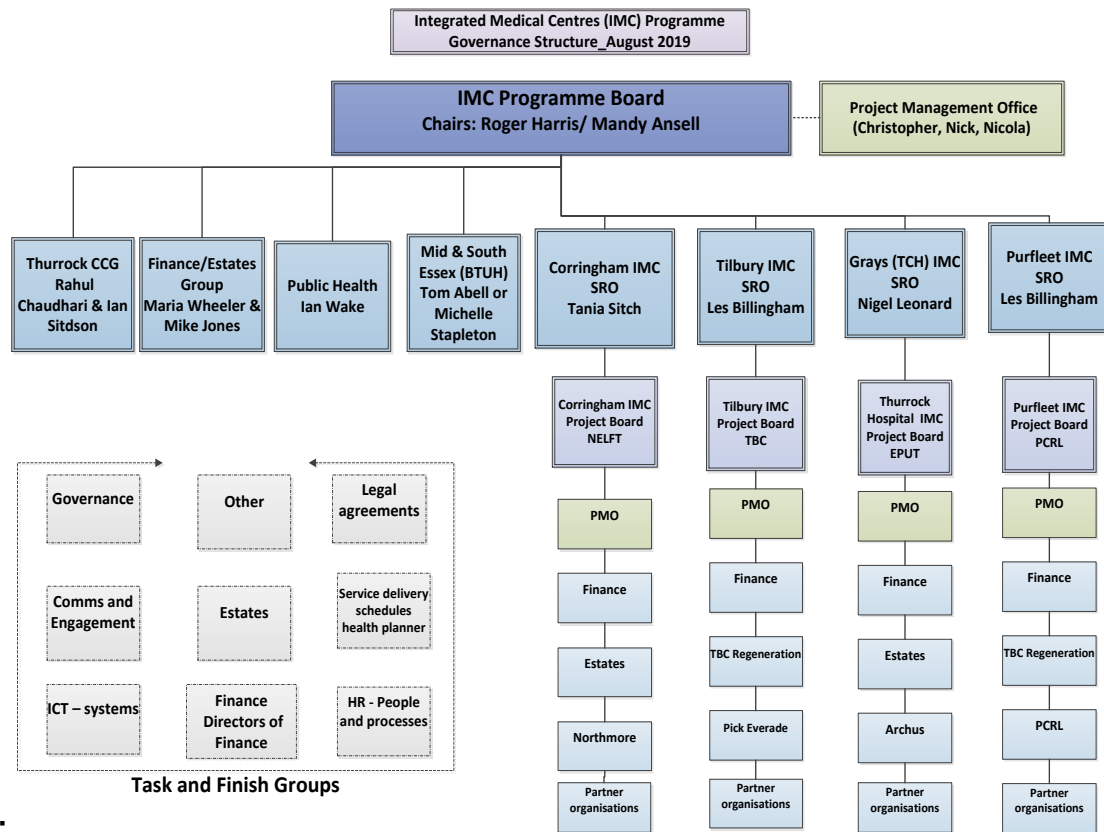 Integrated Medical Centres (IMC) Programme
Governance Structure_August 2019
IMC Programme Board
Chairs: Roger Harris/ Mandy Ansell
Project Management Office
(Christopher, Nick, Nicola)
Thurrock CCG
Rahul
Chaudhari & Ian
Sitdson
Finance/Estates
Group
Maria Wheeler &
Mike Jones
Public Health
Ian Wake
Mid & South
Essex (BTUH)
Tom Abell or
Michelle
Stapleton
Corringham IMC
SRO
Tania Sitch
Tilbury IMC
SRO
Les Billingham
Grays (TCH) IMC
SRO
Nigel Leonard
Purfleet IMC
SRO
Les Billingham
Corringham IMC
Project Board
NELFT
Tilbury IMC
Project Board
TBC
Thurrock
Hospital IMC
Project Board
EPUT
Purfleet IMC
Project Board
PCRL
PMO
PMO
PMO
PMO
Finance
Finance
Finance
Finance
Estates
TBC Regeneration
Estates
TBC Regeneration
Northmore
Pick Everade
Archus
PCRL
Partner
organisations
Partner
organisations
Partner
organisations
Partner
organisations
Governance
Other
Legal
agreements
Comms and
Engagement
Estates
Service delivery
schedules
health planner
ICT – systems
Finance
Directors of
Finance
HR - People
and processes
Task and Finish Groups
.